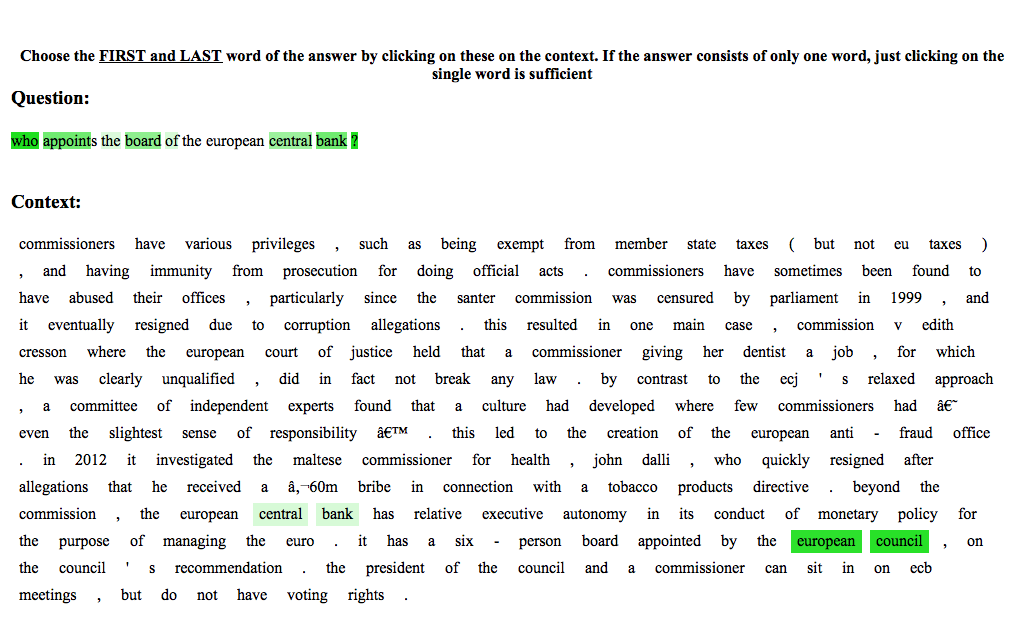 Choose the FIRST and LAST word of the answer by clicking on these on the context. If the answer consists of only one word, just clicking on the
single word is sufficient
Question:
who appoints the board of the european central bank ?
Context:
commissioners have various privileges , such as being exempt from member state taxes ( but not eu taxes )
, and having immunity from prosecution for doing official acts . commissioners have sometimes been found to
have abused their offices , particularly since the santer commission was censured by parliament in 1999 , and
it eventually resigned due to corruption allegations . this resulted in one main case , commission v edith
cresson where the european court of justice held that a commissioner giving her dentist a job , for which
he was clearly unqualified , did in fact not break any law . by contrast to the ecj ' s relaxed approach
, a committee of independent experts found that a culture had developed where few commissioners had â€˜
even the slightest sense of responsibility â€™ . this led to the creation of the european anti - fraud office
. in 2012 it investigated the maltese commissioner for health , john dalli , who quickly resigned after
allegations that he received a â‚¬60m bribe in connection with a tobacco products directive . beyond the
commission , the european central bank has relative executive autonomy in its conduct of monetary policy for
the purpose of managing the euro . it has a six - person board appointed by the european council , on
the council ' s recommendation . the president of the council and a commissioner can sit in on ecb
meetings , but do not have voting rights .